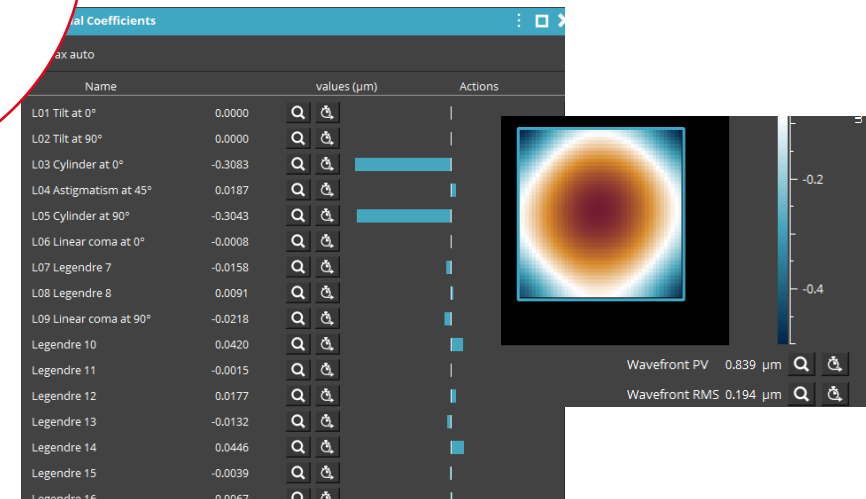 al Coefficients
ax auto
Name values (μm) Actions
L01 Tilt at 0° 0.0000
L02 Tilt at 90° 0.0000
L03 Cylinder at 0° -0.3083
L04 Astigmatism at 45° 0.0187
L05 Cylinder at 90° -0.3043
L06 Linear coma at 0° -0.0008
L07 Legendre 7 -0.0158
L08 Legendre 8 0.0091
L09 Linear coma at 90° -0.0218
Legendre 10 0.0420
Legendre 11 -0.0015
Legendre 12 0.0177
Legendre 13 -0.0132
Legendre 14 0.0446
Legendre 15 -0.0039
Legendre 16 0.0067
-0.2
-0.4
Wavefront PV 0.839 μm
Wavefront RMS 0.194 μm